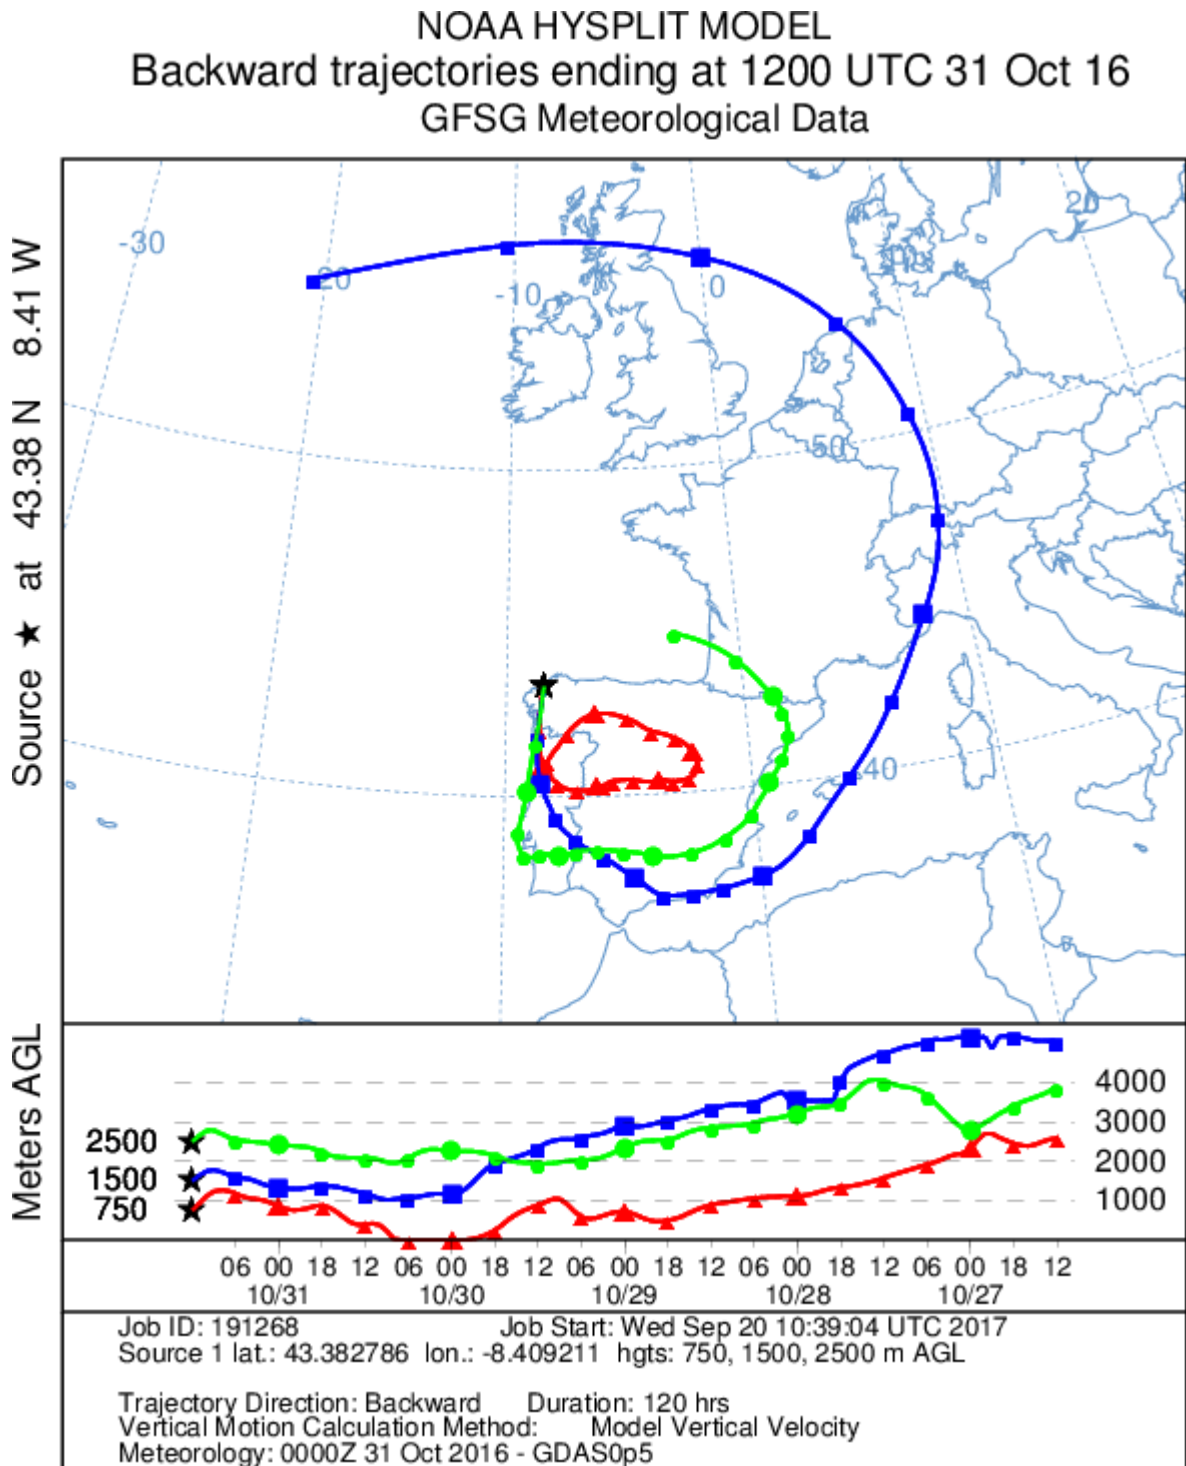 NOAA HYSPLIT MODEL
Backward trajectories ending at 1200 UTC 31 Oct 16
GFSG Meteorological Data
Source ★ at 43.38 N 8.41 W
-30
20
-10
0
20
50
40
Meters AGL
2500
1500
750
4000
3000
2000
1000
06 00 18 12 06 00 18 12 06 00 18 12 06 00 18 12 06 00 18 12
10/31 10/30 10/29 10/28 10/27
Job ID: 191268 Job Start: Wed Sep 20 10:39:04 UTC 2017
Source 1 lat.: 43.382786 lon.: -8.409211 hgts: 750, 1500, 2500 m AGL
Trajectory Direction: Backward Duration: 120 hrs
Vertical Motion Calculation Method: Model Vertical Velocity
Meteorology: 0000Z 31 Oct 2016 - GDAS0p5